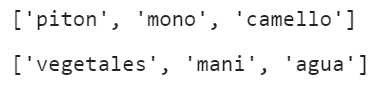 ['piton', 'mono', 'camello']
['vegetales', 'mani', 'agua']